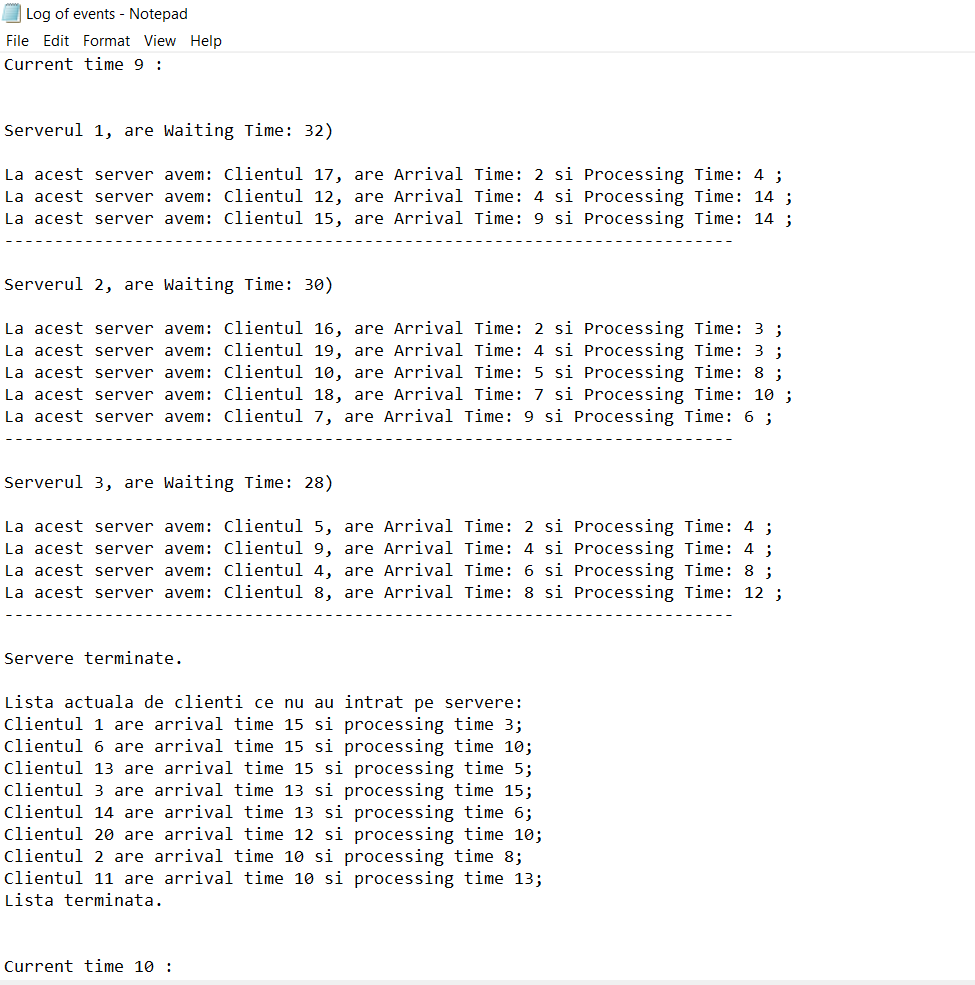 Log of events - Notepad
File Edit Format View Help
Current time 9 :
Serverul 1, are Waiting Time: 32)
La acest server avem: Clientul 17, are Arrival Time: 2 si Processing Time: 4 ;
La acest server avem: Clientul 12, are Arrival Time: 4 si Processing Time: 14 ;
La acest server avem: Clientul 15, are Arrival Time: 9 si Processing Time: 14 ;
-------------------------------------------------------------------------
Serverul 2, are Waiting Time: 30)
La acest server avem: Clientul 16, are Arrival Time: 2 si Processing Time: 3 ;
La acest server avem: Clientul 19, are Arrival Time: 4 si Processing Time: 3 ;
La acest server avem: Clientul 10, are Arrival Time: 5 si Processing Time: 8 ;
La acest server avem: Clientul 18, are Arrival Time: 7 si Processing Time: 10 ;
La acest server avem: Clientul 7, are Arrival Time: 9 si Processing Time: 6 ;
-------------------------------------------------------------------------
Serverul 3, are Waiting Time: 28)
La acest server avem: Clientul 5, are Arrival Time: 2 si Processing Time: 4 ;
La acest server avem: Clientul 9, are Arrival Time: 4 si Processing Time: 4 ;
La acest server avem: Clientul 4, are Arrival Time: 6 si Processing Time: 8 ;
La acest server avem: Clientul 8, are Arrival Time: 8 si Processing Time: 12 ;
-------------------------------------------------------------------------
Servere terminate.
Lista actuala de clienti ce nu au intrat pe servere:
Clientul 1 are arrival time 15 si processing time 3;
Clientul 6 are arrival time 15 si processing time 10;
Clientul 13 are arrival time 15 si processing time 5;
Clientul 3 are arrival time 13 si processing time 15;
Clientul 14 are arrival time 13 si processing time 6;
Clientul 20 are arrival time 12 si processing time 10;
Clientul 2 are arrival time 10 si processing time 8;
Clientul 11 are arrival time 10 si processing time 13;
Lista terminata.
Current time 10 :